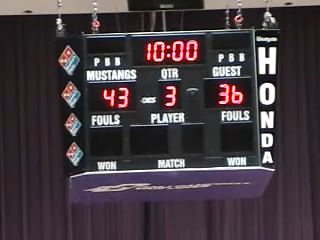 10:00
P B B
P B B
MUSTANGS QTR GUEST
43 3 36
FOULS PLAYER FOULS
WON MATCH WON
HONDA